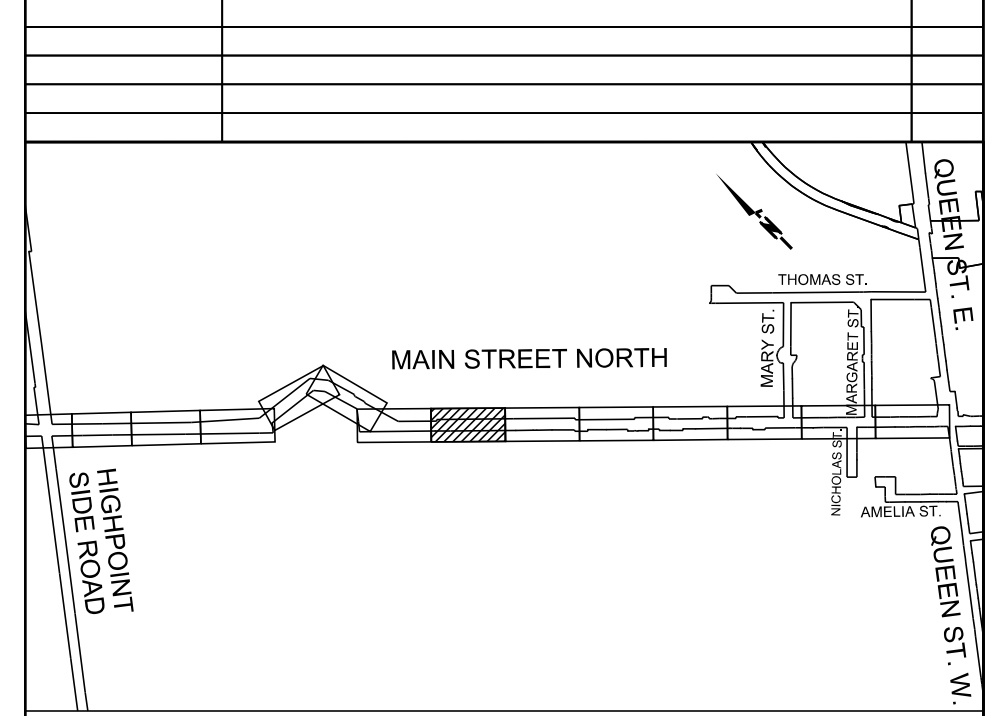 QUEEN ST. E.
N
THOMAS ST.
MARY ST.
MARGARET ST
MAIN STREET NORTH
NICHOLAS ST.
AMELIA ST.
HIGHPOINT
SIDE ROAD
QUEEN ST. W.